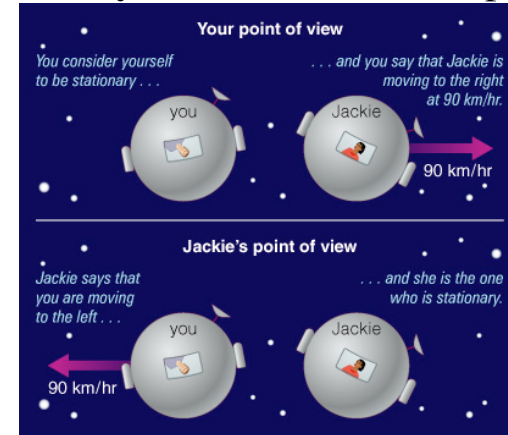 Your point of view
You consider yourself
to be stationary . . .
. . . and you say that Jackie is
moving to the right
at 90 km/hr.
you
Jackie
90 km/hr
Jackie's point of view
Jackie says that
you are moving
to the left . . .
. . . and she is the one
who is stationary.
you
Jackie
90 km/hr